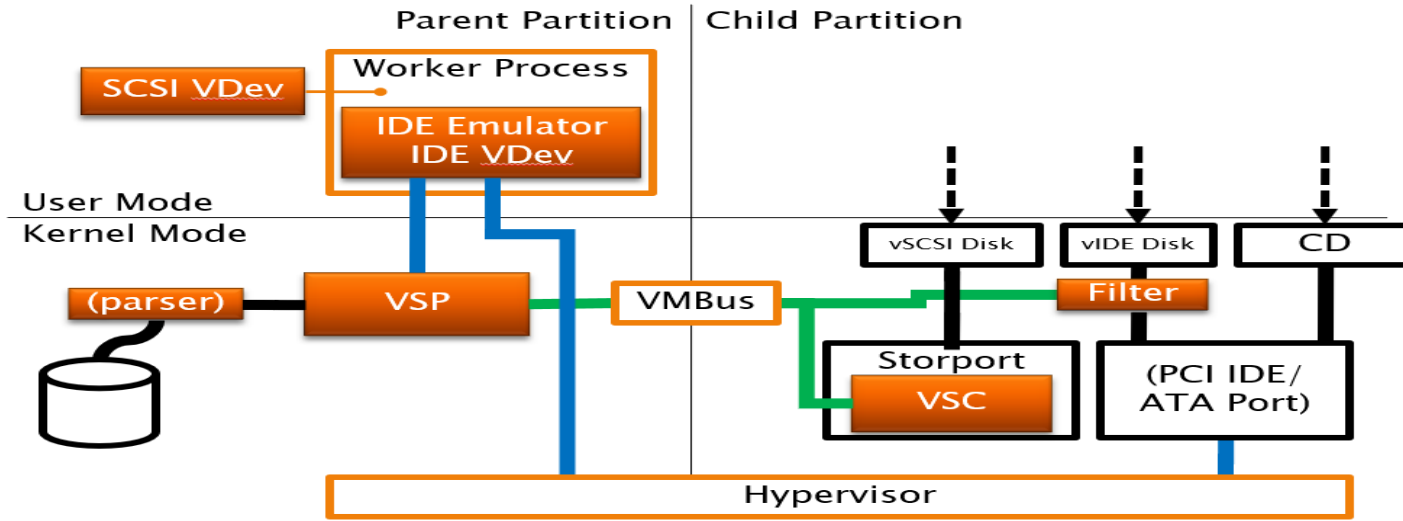 Parent Partition
Child Partition
Worker Process
SCSI VDev
IDE Emulator
IDE VDev
User Mode
Kernel Mode
vSCSI Disk
vIDE Disk
CD
(parser)
VSP
VMBus
Filter
Storport
VSC
(PCI IDE/
ATA Port)
Hypervisor